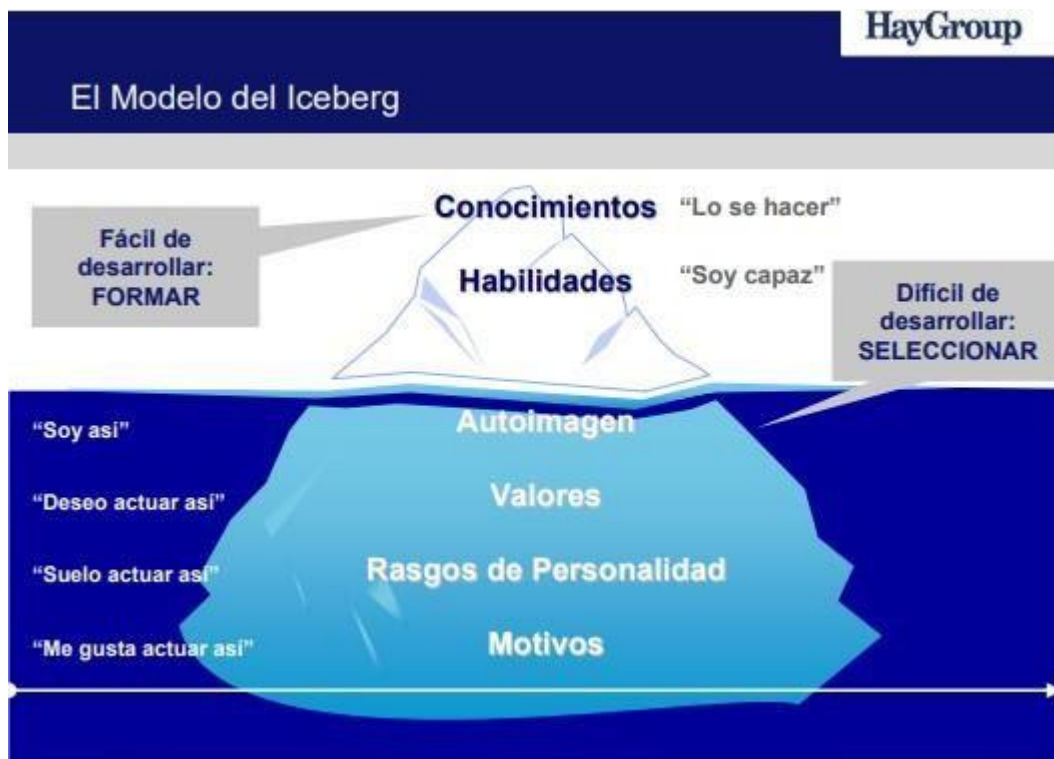 HayGroup
El Modelo del Iceberg
Conocimientos
“Lo se hacer”
Fácil de
desarrollar:
FORMAR
Habilidades
“Soy capaz”
Difícil de
desarrollar:
SELECCIONAR
“Soy así”
Autoimagen
“Deseo actuar así”
Valores
“Suelo actuar así”
Rasgos de Personalidad
“Me gusta actuar así”
Motivos